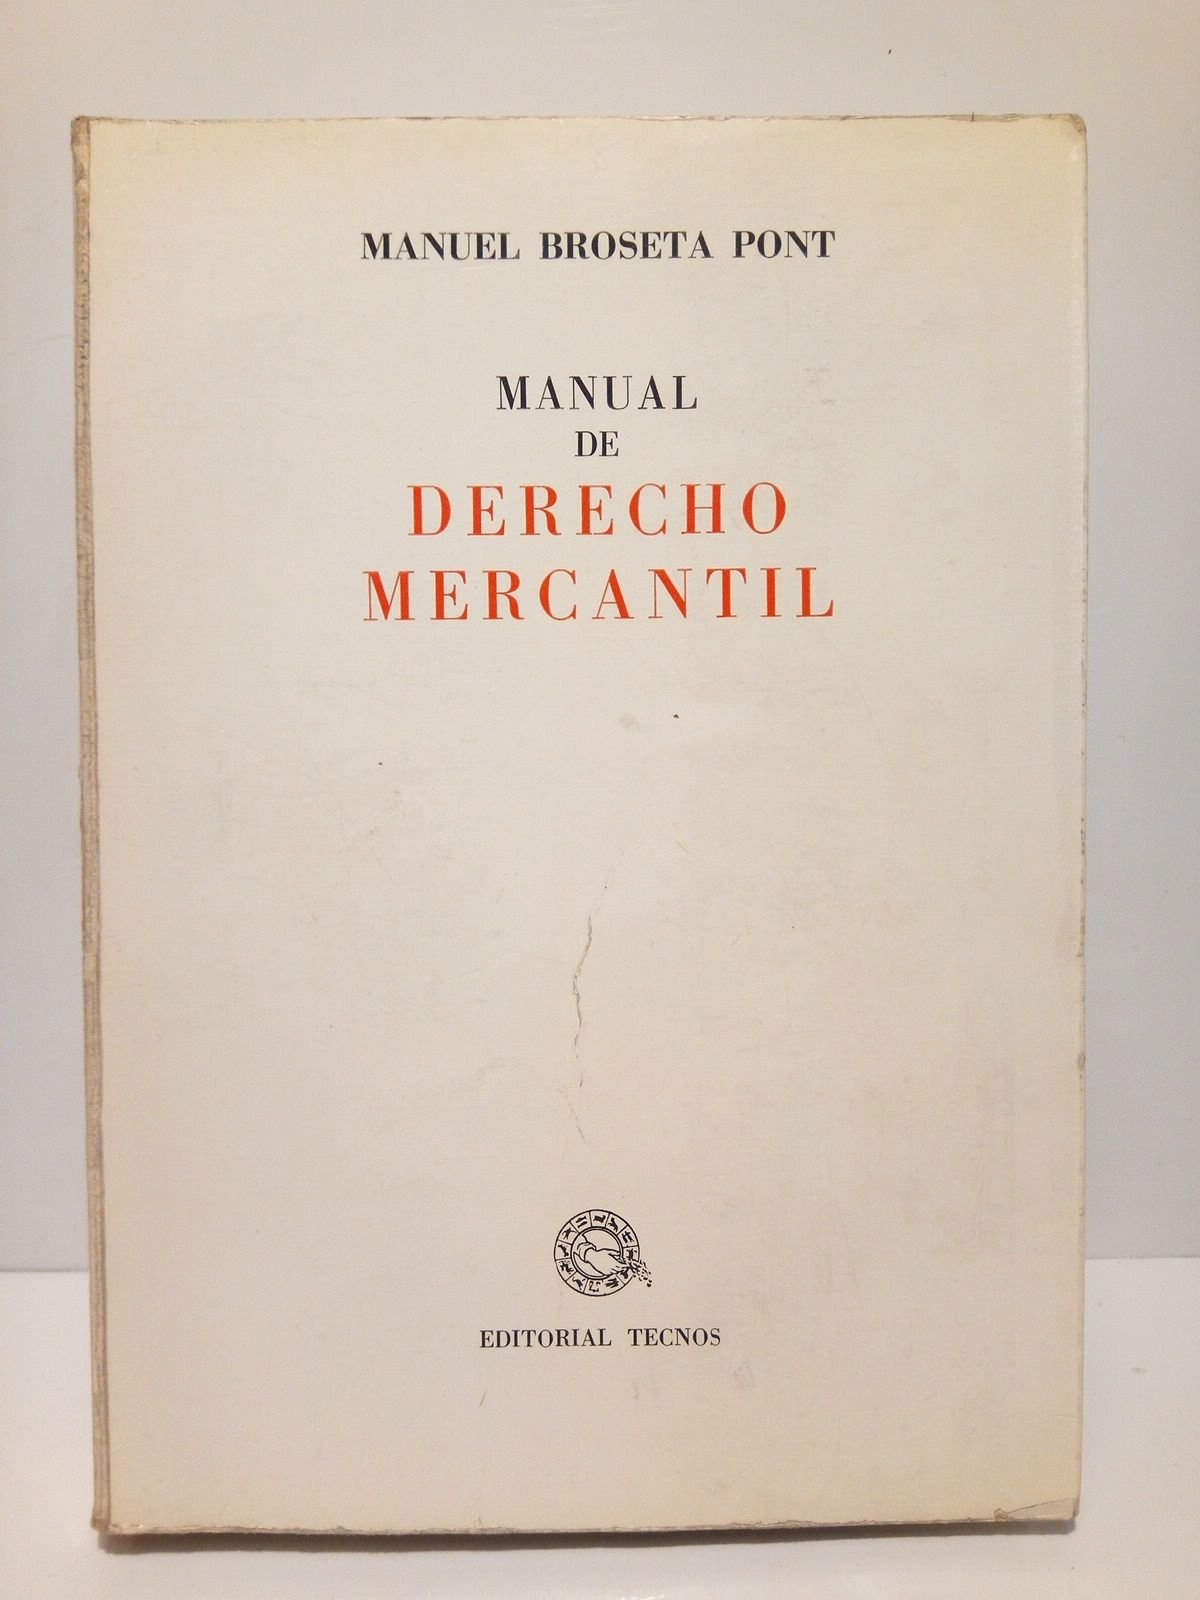 MANUEL BROSETA PONT
MANUAL
DE
DERECHO
MERCANTIL
EDITORIAL TECNOS